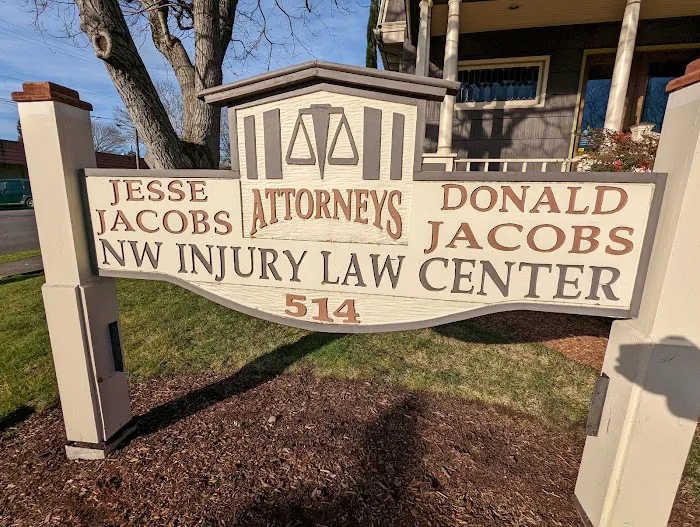 JESSE
JACOBS
ATTORNEYS
DONALD
JACOBS
NW INJURY LAW CENTER
514